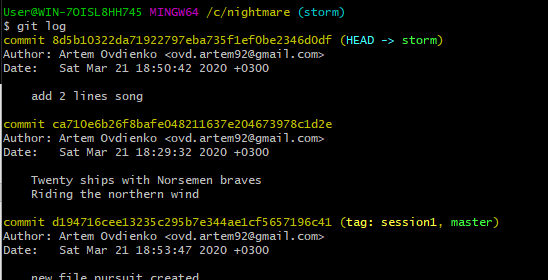 User@WIN-7OISL8HH745 MINGW64 /c/nightmare (storm)
$ git log
commit 8d5b10322da71922797eba735f1ef0be2346d0df (HEAD -> storm)
Author: Artem Ovdienko <ovd.artem92@gmail.com>
Date:   Sat Mar 21 18:50:42 2020 +0300
    add 2 lines song
commit ca710e6b26f8bafe048211637e204673978c1d2e
Author: Artem Ovdienko <ovd.artem92@gmail.com>
Date:   Sat Mar 21 18:29:32 2020 +0300
    Twenty ships with Norsemen braves
    Riding the northern wind
commit d194716cee13235c295b7e344ae1cf5657196c41 (tag: session1, master)
Author: Artem Ovdienko <ovd.artem92@gmail.com>
Date:   Sat Mar 21 18:53:47 2020 +0300
    new file pursuit created